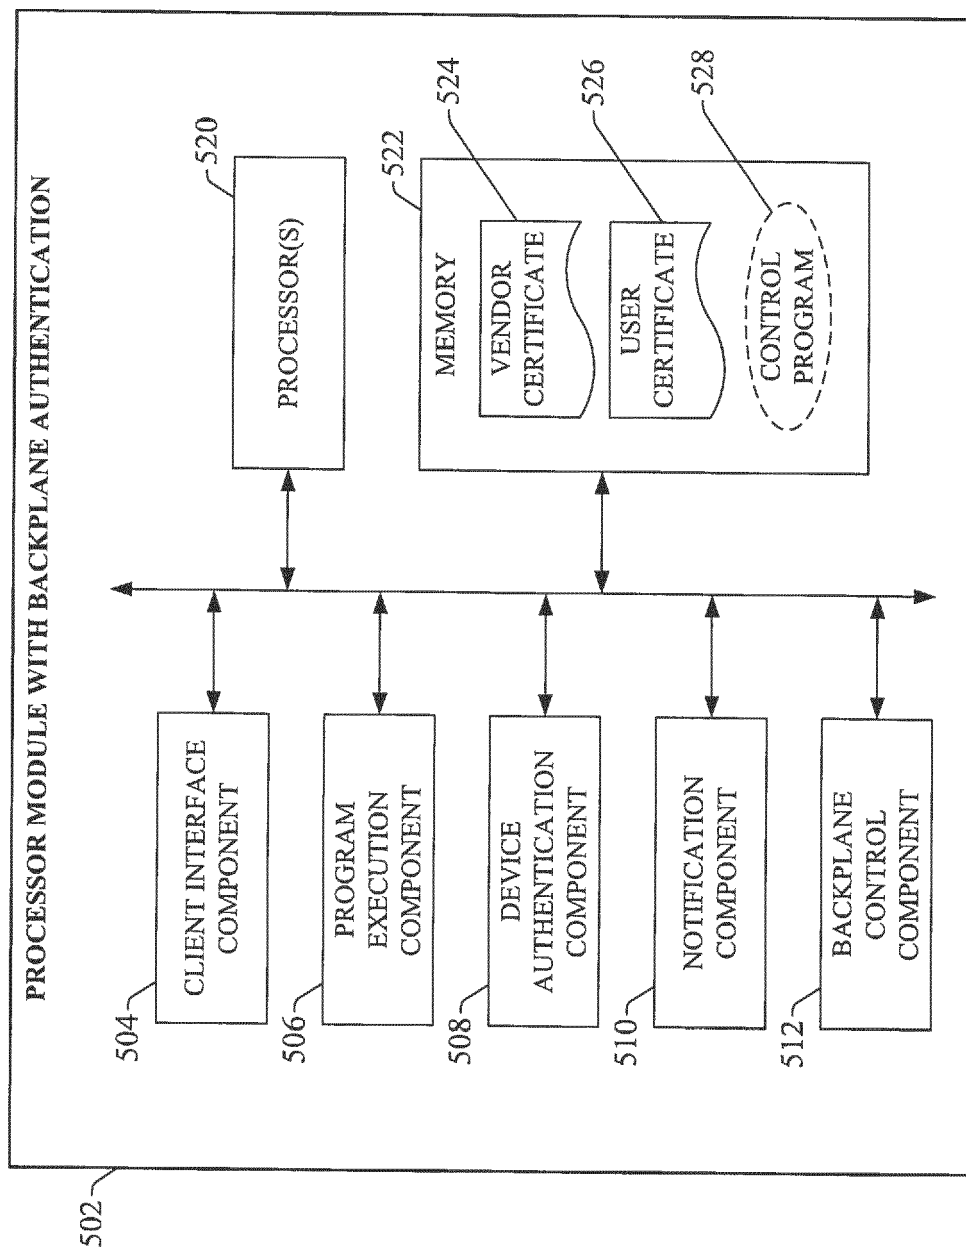 PROCESSOR MODULE WITH BACKPLANE AUTHENTICATION
502
504
CLIENT INTERFACE
COMPONENT
506
PROGRAM
EXECUTION
COMPONENT
508
DEVICE
AUTHENTICATION
COMPONENT
510
NOTIFICATION
COMPONENT
512
BACKPLANE
CONTROL
COMPONENT
520
PROCESSOR(S)
522
MEMORY
524
VENDOR
CERTIFICATE
526
USER
CERTIFICATE
528
CONTROL
PROGRAM